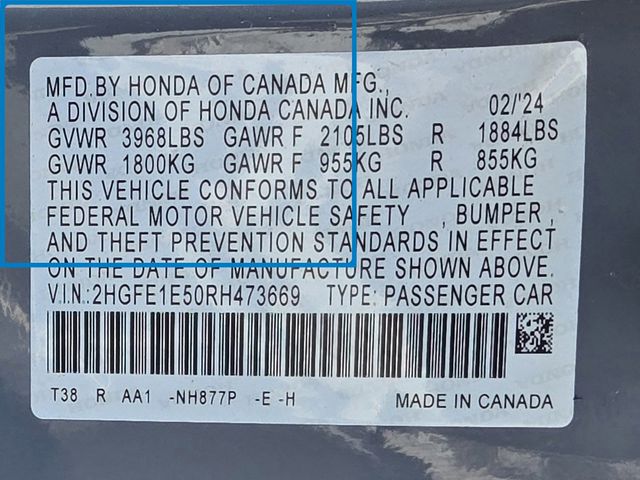 MFD.BY HONDA OF CANADA MFG.,
A DIVISION OF HONDA CANADA INC. 02/'24
GVWR 3968LBS GAWR F 2105LBS R 1884LBS
GVWR 1800KG GAWR F 955KG R 855KG
THIS VEHICLE CONFORMS TO ALL APPLICABLE
FEDERAL MOTOR VEHICLE SAFETY , BUMPER ,
AND THEFT PREVENTION STANDARDS IN EFFECT
ON THE DATE OF MANUFACTURE SHOWN ABOVE.
V.I.N.:2HGFE1E50RH473669 TYPE: PASSENGER CAR
T38 R AA1 -NH877P -E -H MADE IN CANADA